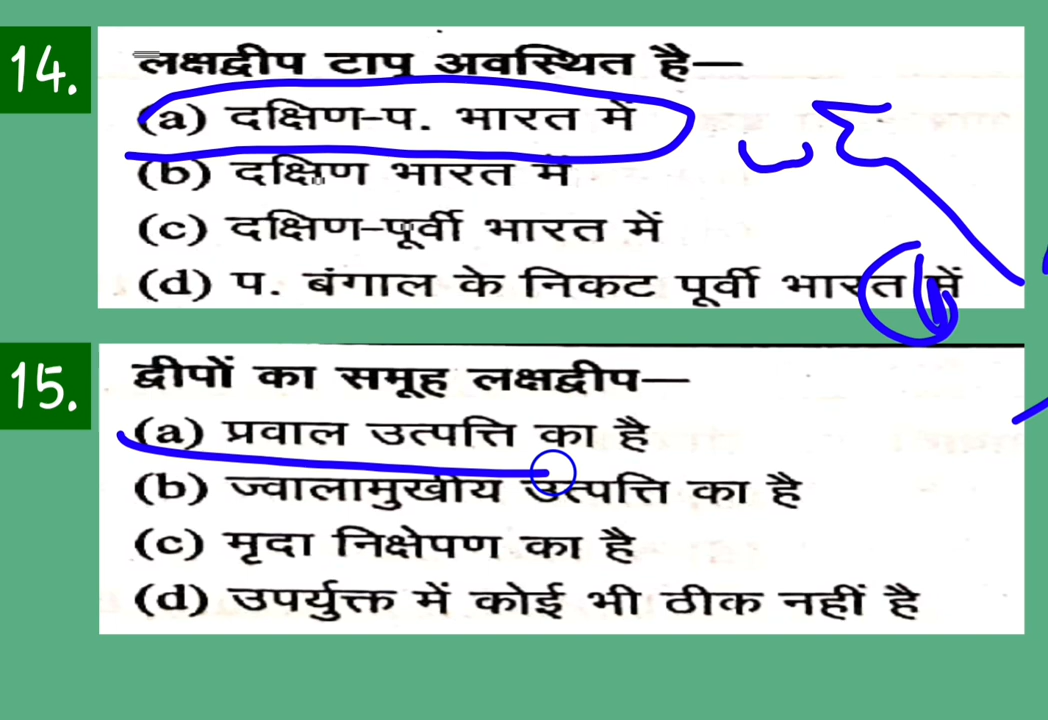 14.
लक्षद्वीप टापू अवस्थित है—
(a) दक्षिण-प. भारत में
(b) दक्षिण भारत में
(c) दक्षिण-पूर्वी भारत में
(d) प. बंगाल के निकट पूर्वी भारत में
15.
द्वीपों का समूह लक्षद्वीप—
(a) प्रवाल उत्पत्ति का है
(b) ज्वालामुखीय उत्पत्ति का है
(c) मृदा निक्षेपण का है
(d) उपर्युक्त में कोई भी ठीक नहीं है